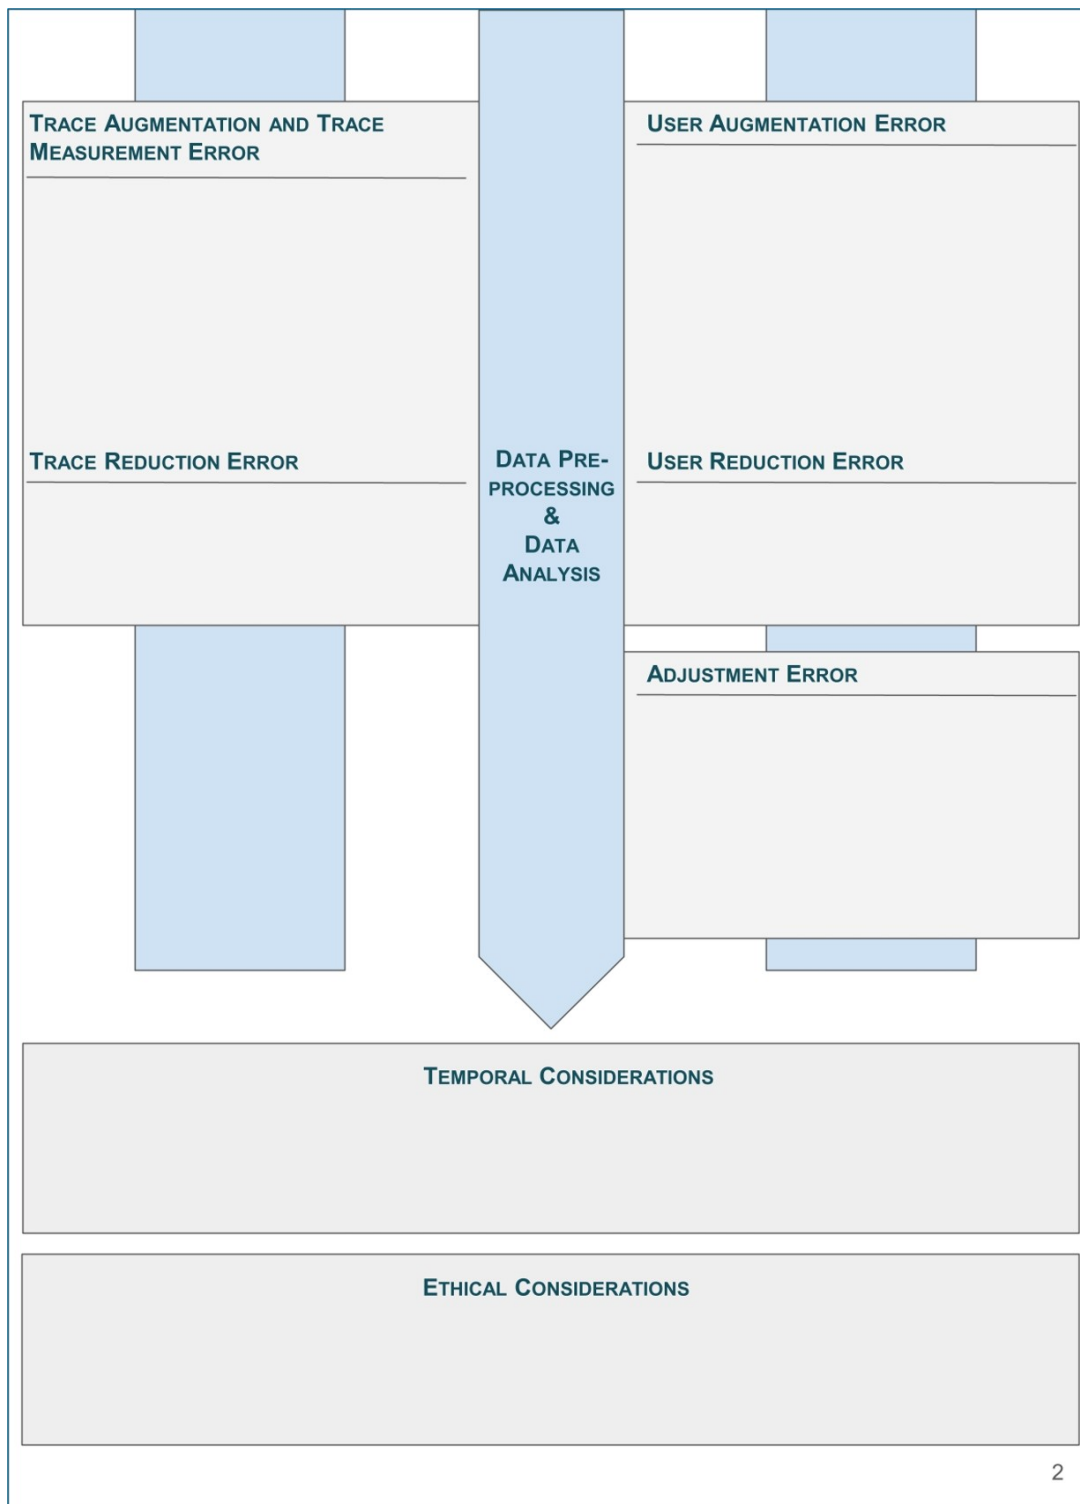 Trace Augmentation and Trace
Measurement Error
User Augmentation Error
Trace Reduction Error
Data Pre-
processing
&
Data
Analysis
User Reduction Error
Adjustment Error
Temporal Considerations
Ethical Considerations
2